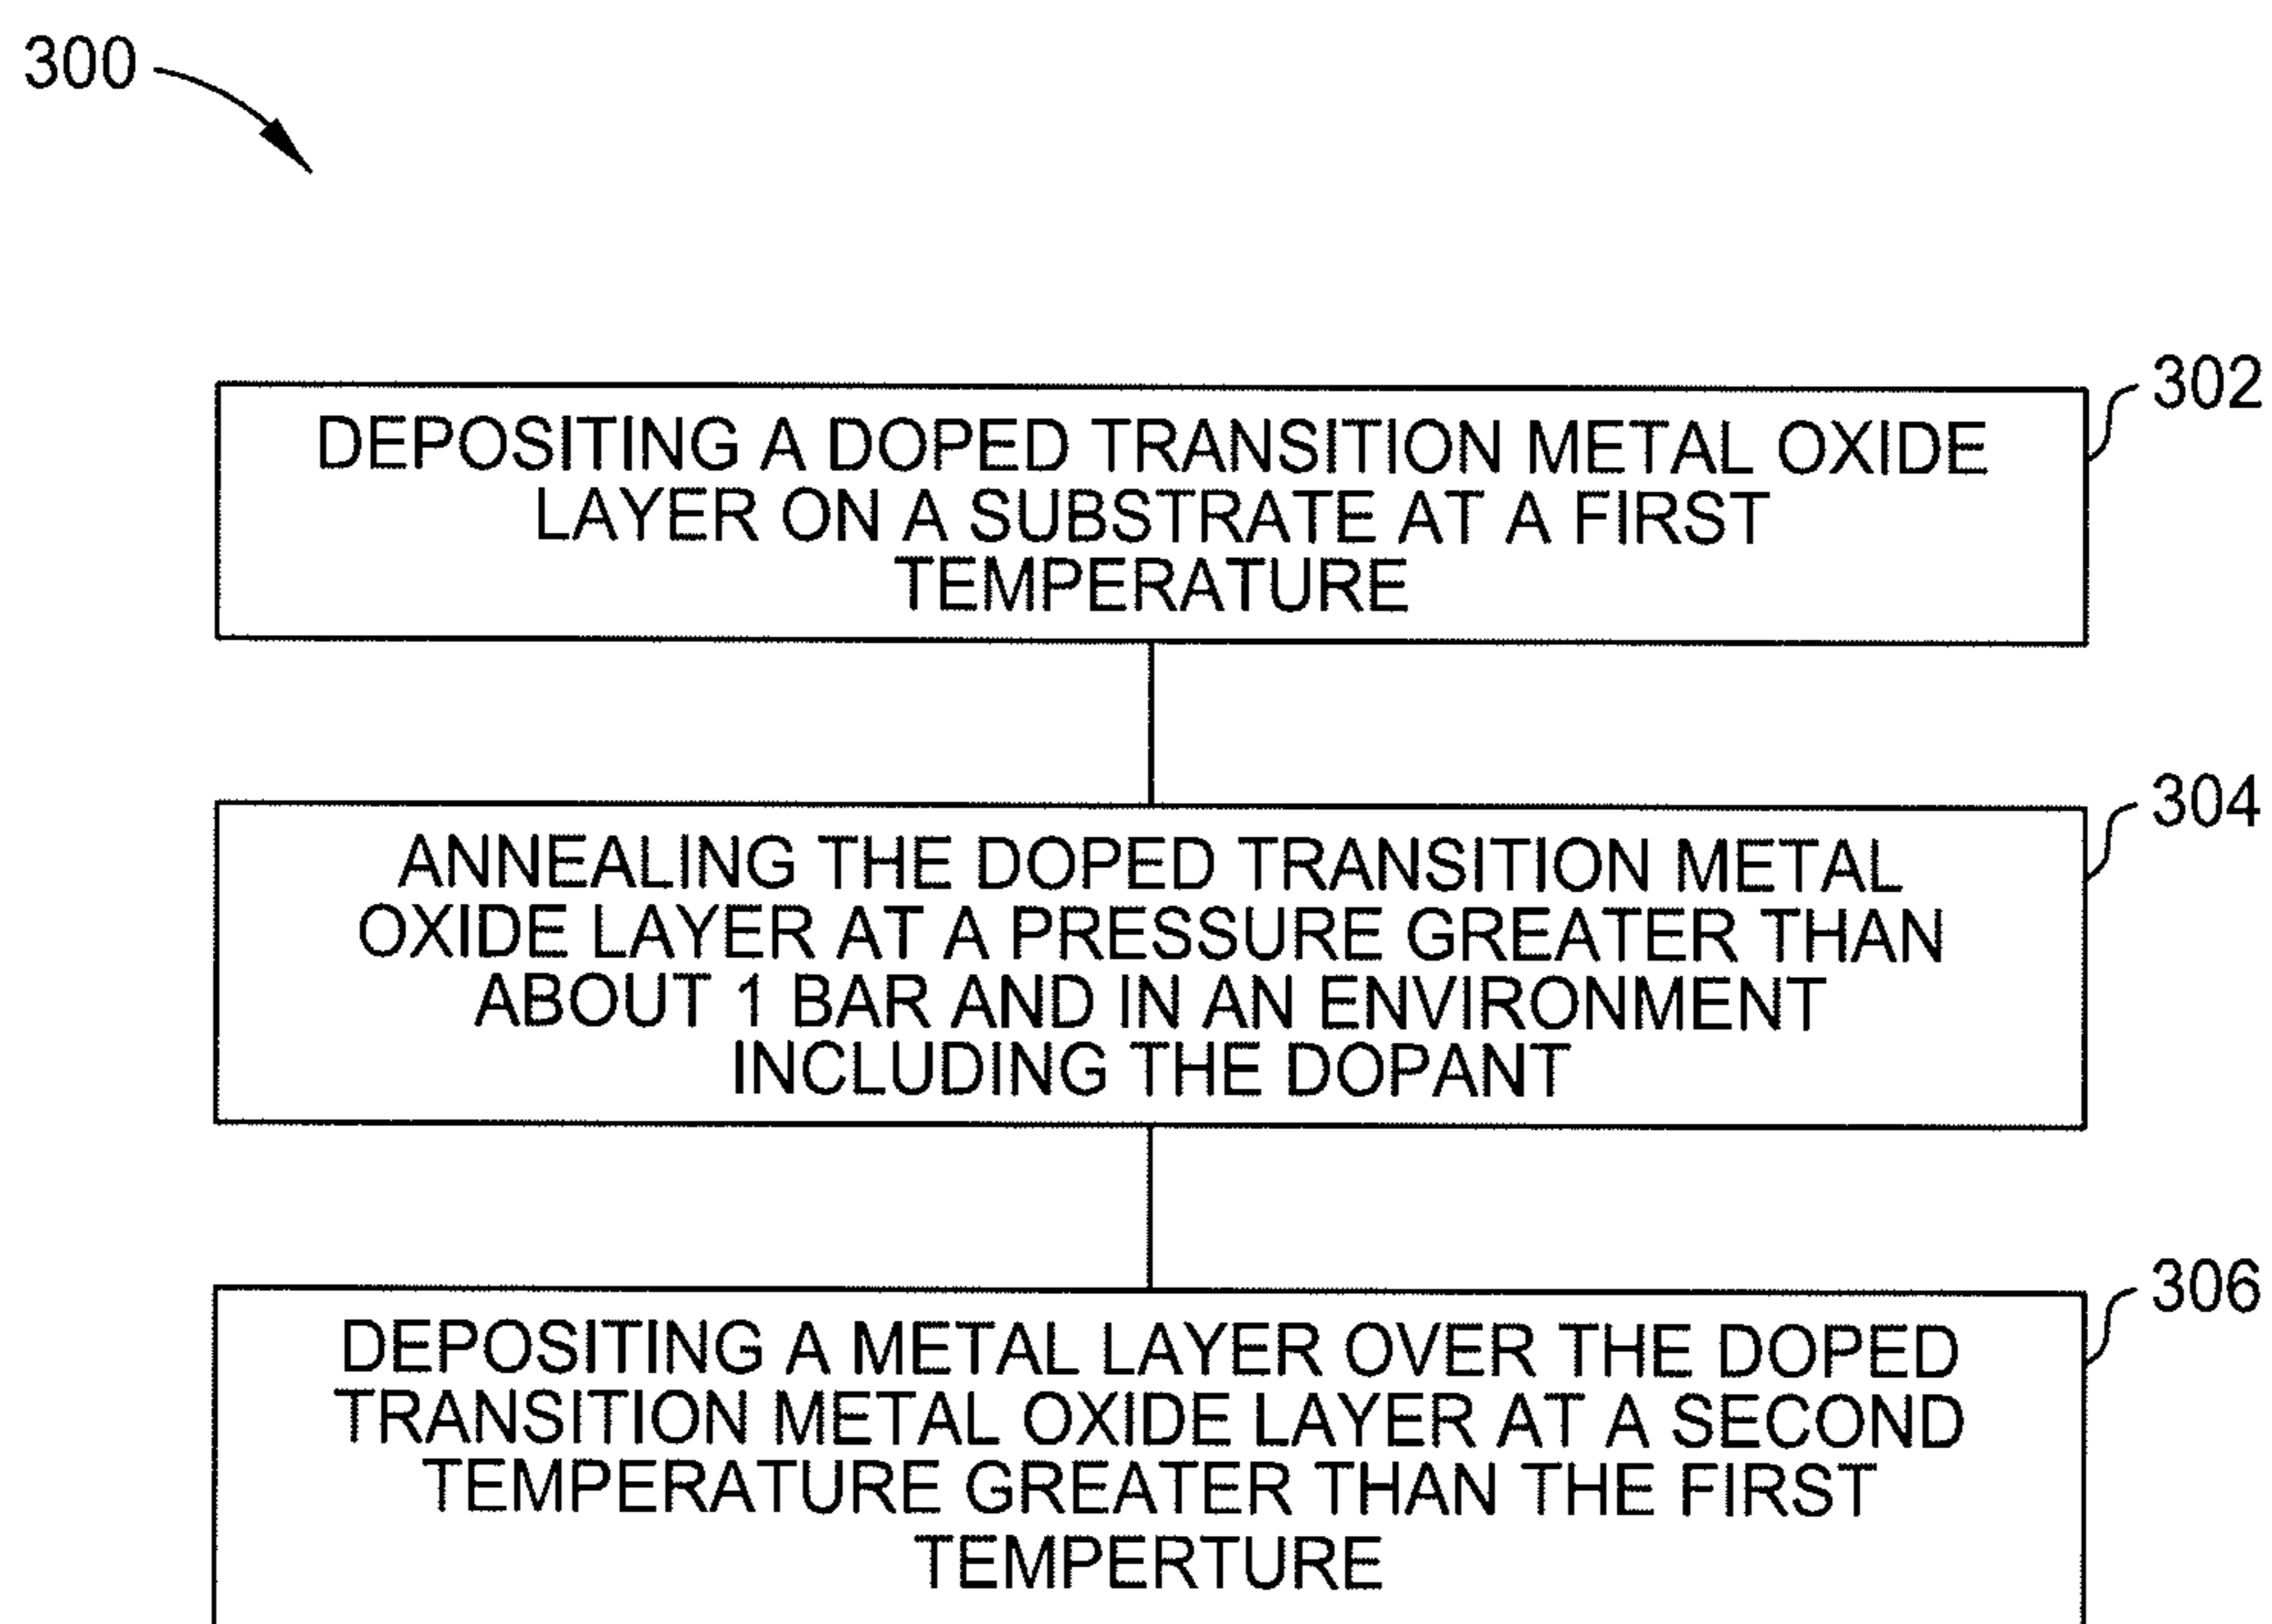 300
302
DEPOSITING A DOPED TRANSITION METAL OXIDE
LAYER ON A SUBSTRATE AT A FIRST
TEMPERATURE
304
ANNEALING THE DOPED TRANSITION METAL
OXIDE LAYER AT A PRESSURE GREATER THAN
ABOUT 1 BAR AND IN AN ENVIRONMENT
INCLUDING THE DOPANT
306
DEPOSITING A METAL LAYER OVER THE DOPED
TRANSITION METAL OXIDE LAYER AT A SECOND
TEMPERATURE GREATER THAN THE FIRST
TEMPERTURE